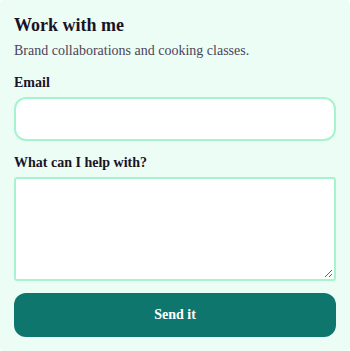 Work with me
Brand collaborations and cooking classes.
Email
What can I help with?
Send it